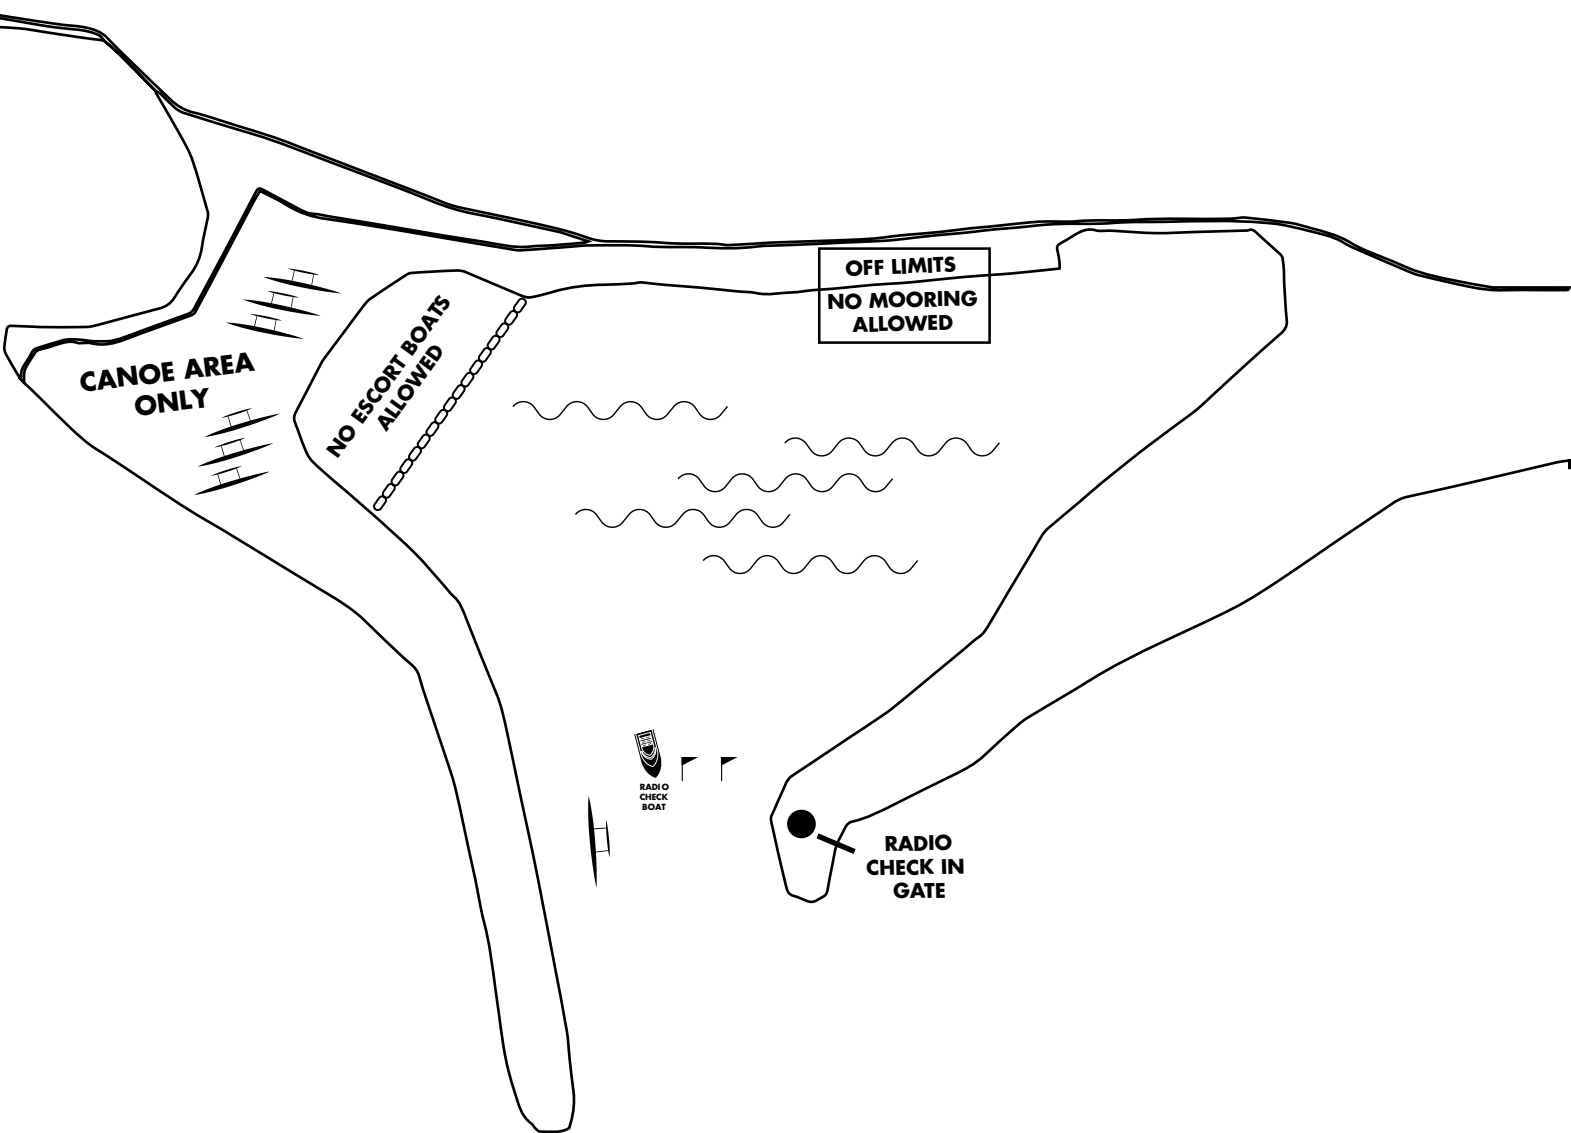 OFF LIMITS
NO MOORING
ALLOWED
NO ESCORT BOATS
ALLOWED
CANOE AREA
ONLY
RADIO
CHECK
BOAT
RADIO
CHECK IN
GATE